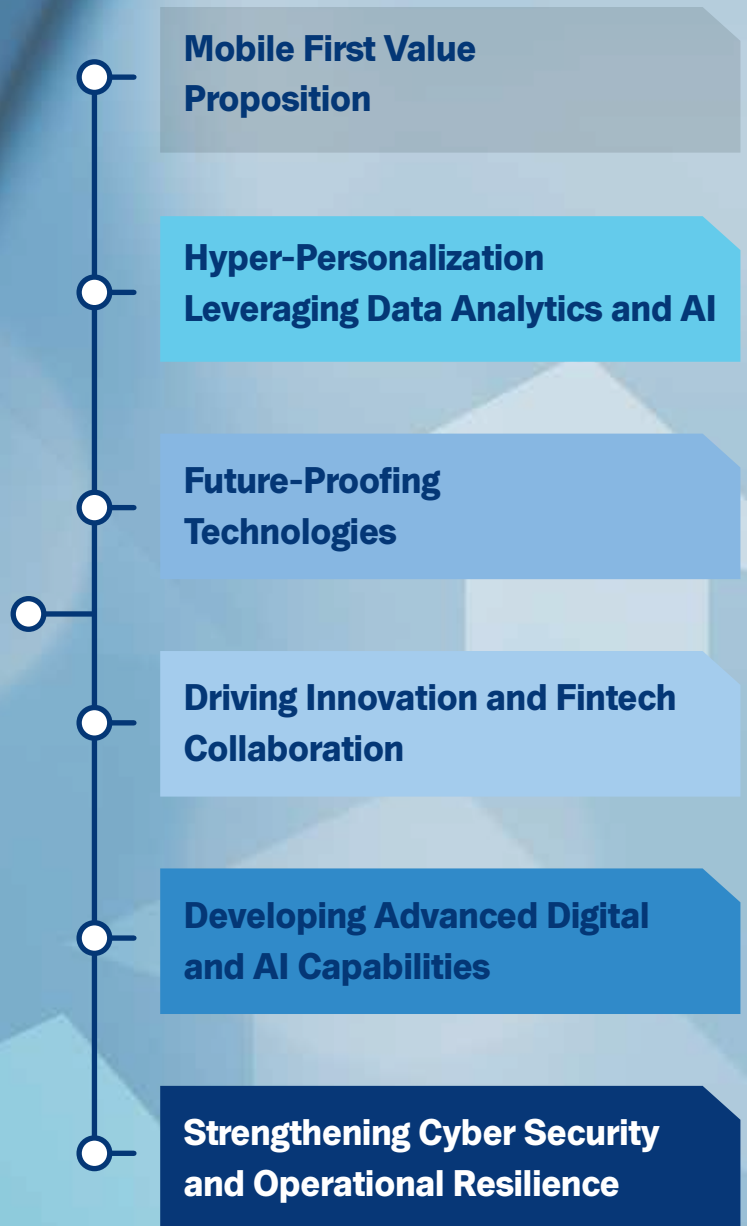 Mobile First Value
Proposition
Hyper-Personalization
Leveraging Data Analytics and AI
Future-Proofing
Technologies
Driving Innovation and Fintech
Collaboration
Developing Advanced Digital
and AI Capabilities
Strengthening Cyber Security
and Operational Resilience